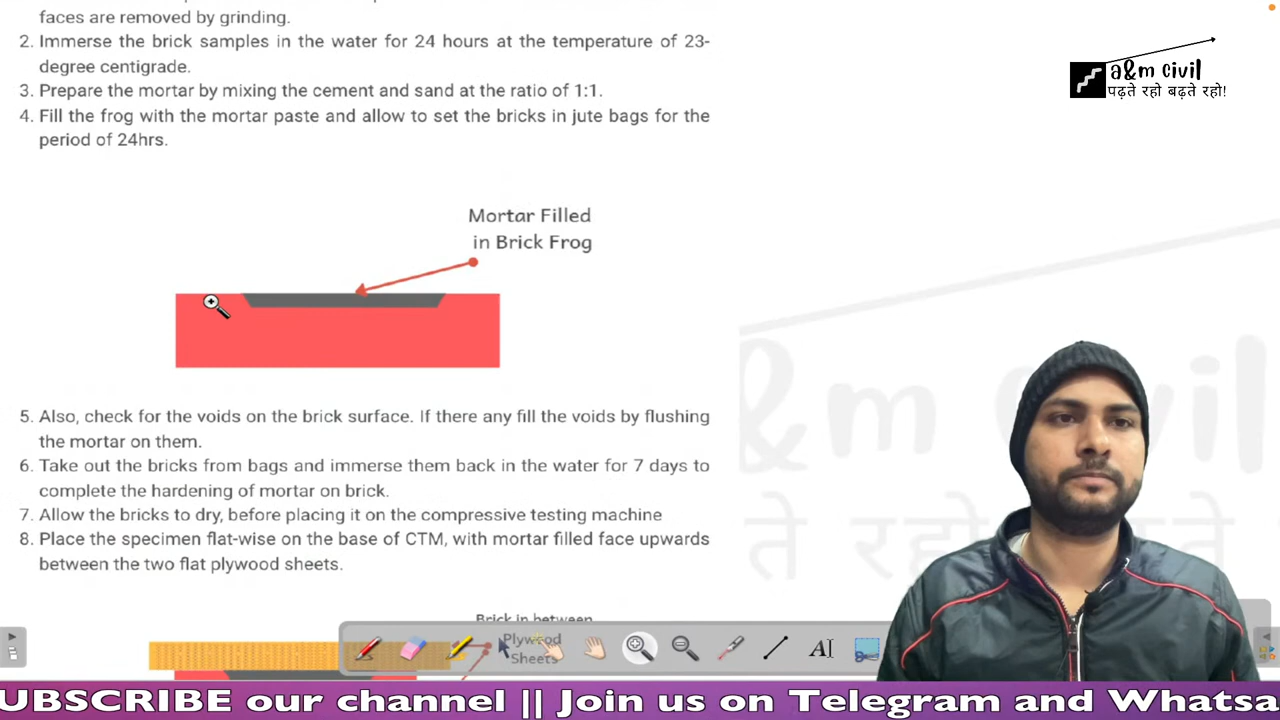 faces are removed by grinding.
2. Immerse the brick samples in the water for 24 hours at the temperature of 23-
degree centigrade.
3. Prepare the mortar by mixing the cement and sand at the ratio of 1:1.
4. Fill the frog with the mortar paste and allow to set the bricks in jute bags for the
period of 24hrs.
a&m civil
पढ़ते रहो बढ़ते रहो!
Mortar Filled
in Brick Frog
&m Civil
ते रहो बढ़ते
5. Also, check for the voids on the brick surface. If there any fill the voids by flushing
the mortar on them.
6. Take out the bricks from bags and immerse them back in the water for 7 days to
complete the hardening of mortar on brick.
7. Allow the bricks to dry, before placing it on the compressive testing machine
8. Place the specimen flat-wise on the base of CTM, with mortar filled face upwards
between the two flat plywood sheets.
Brick in between
Plywood
Sheets
UBSCRIBE our channel || Join us on Telegram and Whatsa